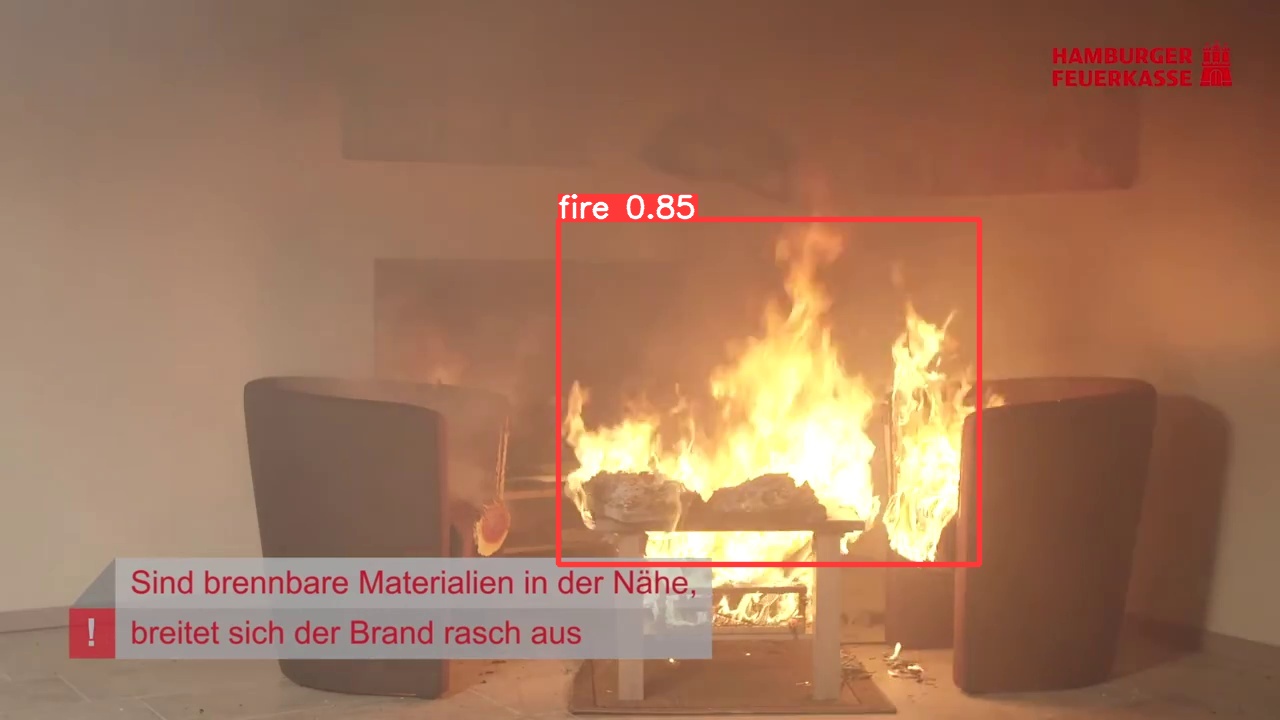 HAMBURGER
FEUERKASSE
fire 0.85
Sind brennbare Materialien in der Nähe,
! breitet sich der Brand rasch aus